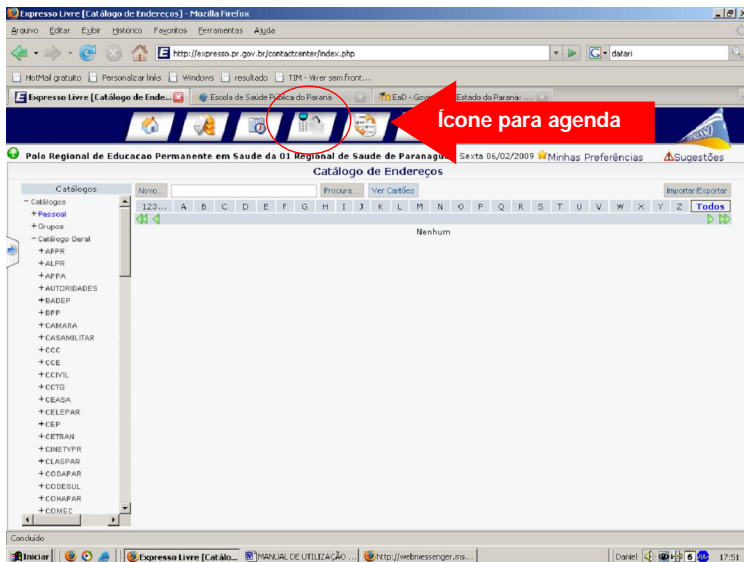 Expresso Livre [Catálogo de Endereços] - Mozilla Firefox
Arquivo Editar Exibir Histórico Favoritos Ferramentas Ajuda
http://expresso.pr.gov.br/contactcenter/index.php
datari
HotMail gratuito Personalizar links Windows resultado TIM - Viver sem front...
Expresso Livre [Catálogo de Ende... Escola de Saúde Pública do Paraná EaD - Gove Estado do Paraná: ...
Ícone para agenda
Polo Regional de Educacao Permanente em Saude da 01 Regional de Saude de Paranagu Sexta 06/02/2009 Minhas Preferências Sugestões
Catálogo de Endereços
Catálogos
Novo... Procura... Ver Cartões Importar/Exportar
123... A B C D E F G H I J K L M N O P Q R S T U V W X Y Z Todos
Nenhum
- Catálogos
+ Pessoal
+ Grupos
- Catálogo Geral
+ AFPR
+ ALPR
+ APPA
+ AUTORIDADES
+ BADEP
+ BPP
+ CAMARA
+ CASAMILITAR
+ CCC
+ CCE
+ CCIVIL
+ CCTG
+ CEASA
+ CELEPAR
+ CEP
+ CETRAN
+ CINETVPR
+ CLASPAR
+ CODAPAR
+ CODESUL
+ COHAPAR
+ COMEC
Concluído
Iniciar Expresso Livre [Catálo... MANUAL DE UTILIZAÇÃO ... http://webmessenger.ms... Daniel 17:51